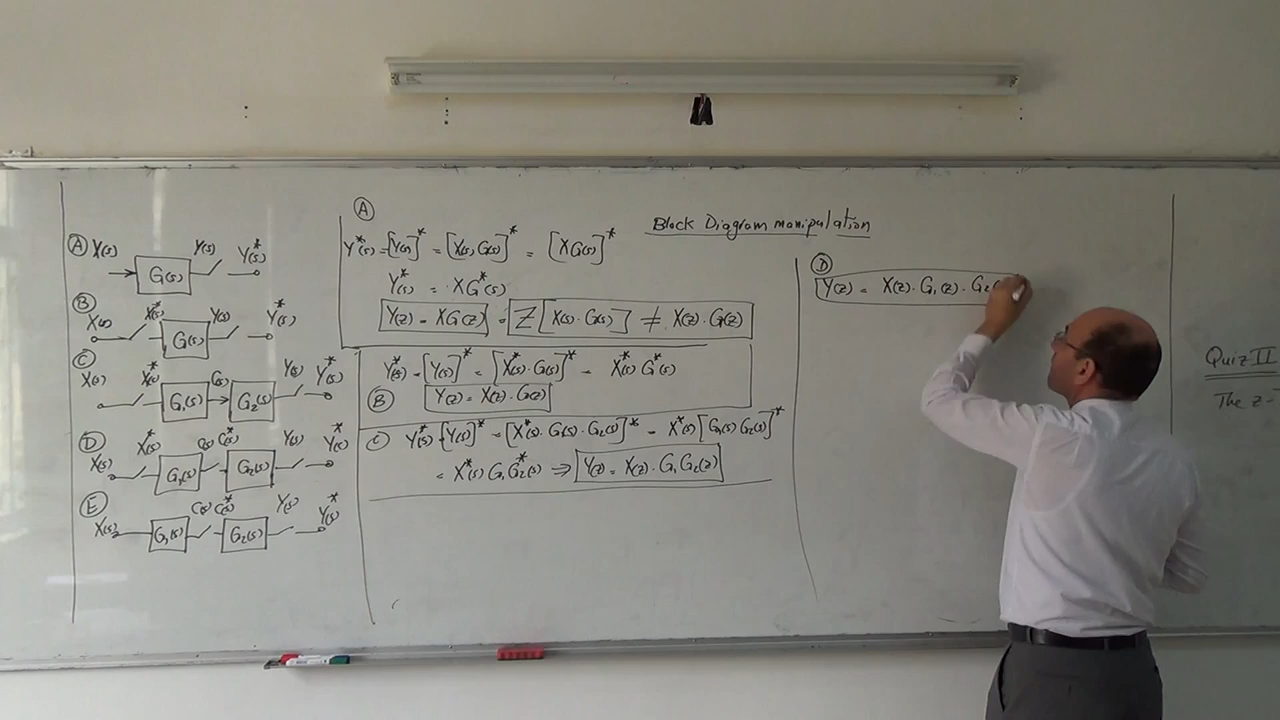 Block Diagram manipulation
Ⓐ X(s) G(s) Y(s) Y*(s)
Ⓑ X(s) X*(s) G(s) Y(s) Y*(s)
Ⓒ X(s) X*(s) G₁(s) C(s) G₂(s) Y(s) Y*(s)
Ⓓ X(s) X*(s) G₁(s) C(s) C*(s) G₂(s) Y(s) Y*(s)
Ⓔ X(s) G₁(s) C(s) C*(s) G₂(s) Y(s) Y*(s)
Ⓐ
Y*(s) = [Y(s)]* = [X(s).G(s)]* = [XG(s)]*
Y*(s) = XG*(s)
Y(z) = XG(z) = Z[X(s).G(s)] ≠ X(z).G(z)
Ⓑ
Y*(s) = [Y(s)]* = [X*(s).G(s)]* = X*(s) G*(s)
Y(z) = X(z).G(z)
Ⓒ Y*(s) = [Y(s)]* = [X*(s).G₁(s).G₂(s)]* = X*(s)[G₁(s)G₂(s)]*
= X*(s) G₁G₂*(s) ⇒ Y(z) = X(z).G₁G₂(z)
Ⓓ
Y(z) = X(z).G₁(z).G₂(
Quiz II
The z-